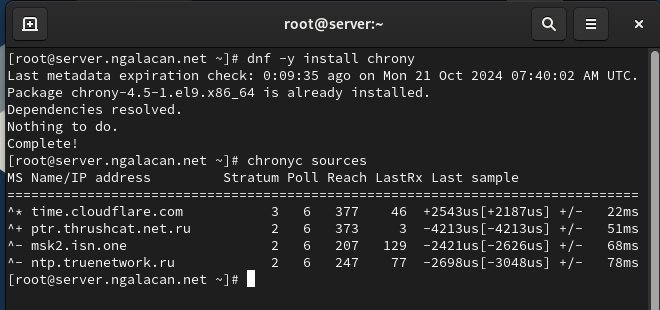 root@server:~
[root@server.ngalacan.net ~]# dnf -y install chrony
Last metadata expiration check: 0:09:35 ago on Mon 21 Oct 2024 07:40:02 AM UTC.
Package chrony-4.5-1.el9.x86_64 is already installed.
Dependencies resolved.
Nothing to do.
Complete!
[root@server.ngalacan.net ~]# chronyc sources
MS Name/IP address         Stratum Poll Reach LastRx Last sample
===============================================================================
^* time.cloudflare.com           3   6   377    46  +2543us[+2187us] +/-   22ms
^+ ptr.thrushcat.net.ru          2   6   373     3  -4213us[-4213us] +/-   51ms
^- msk2.isn.one                  2   6   207   129  -2421us[-2626us] +/-   68ms
^- ntp.truenetwork.ru            2   6   247    77  -2698us[-3048us] +/-   78ms
[root@server.ngalacan.net ~]#